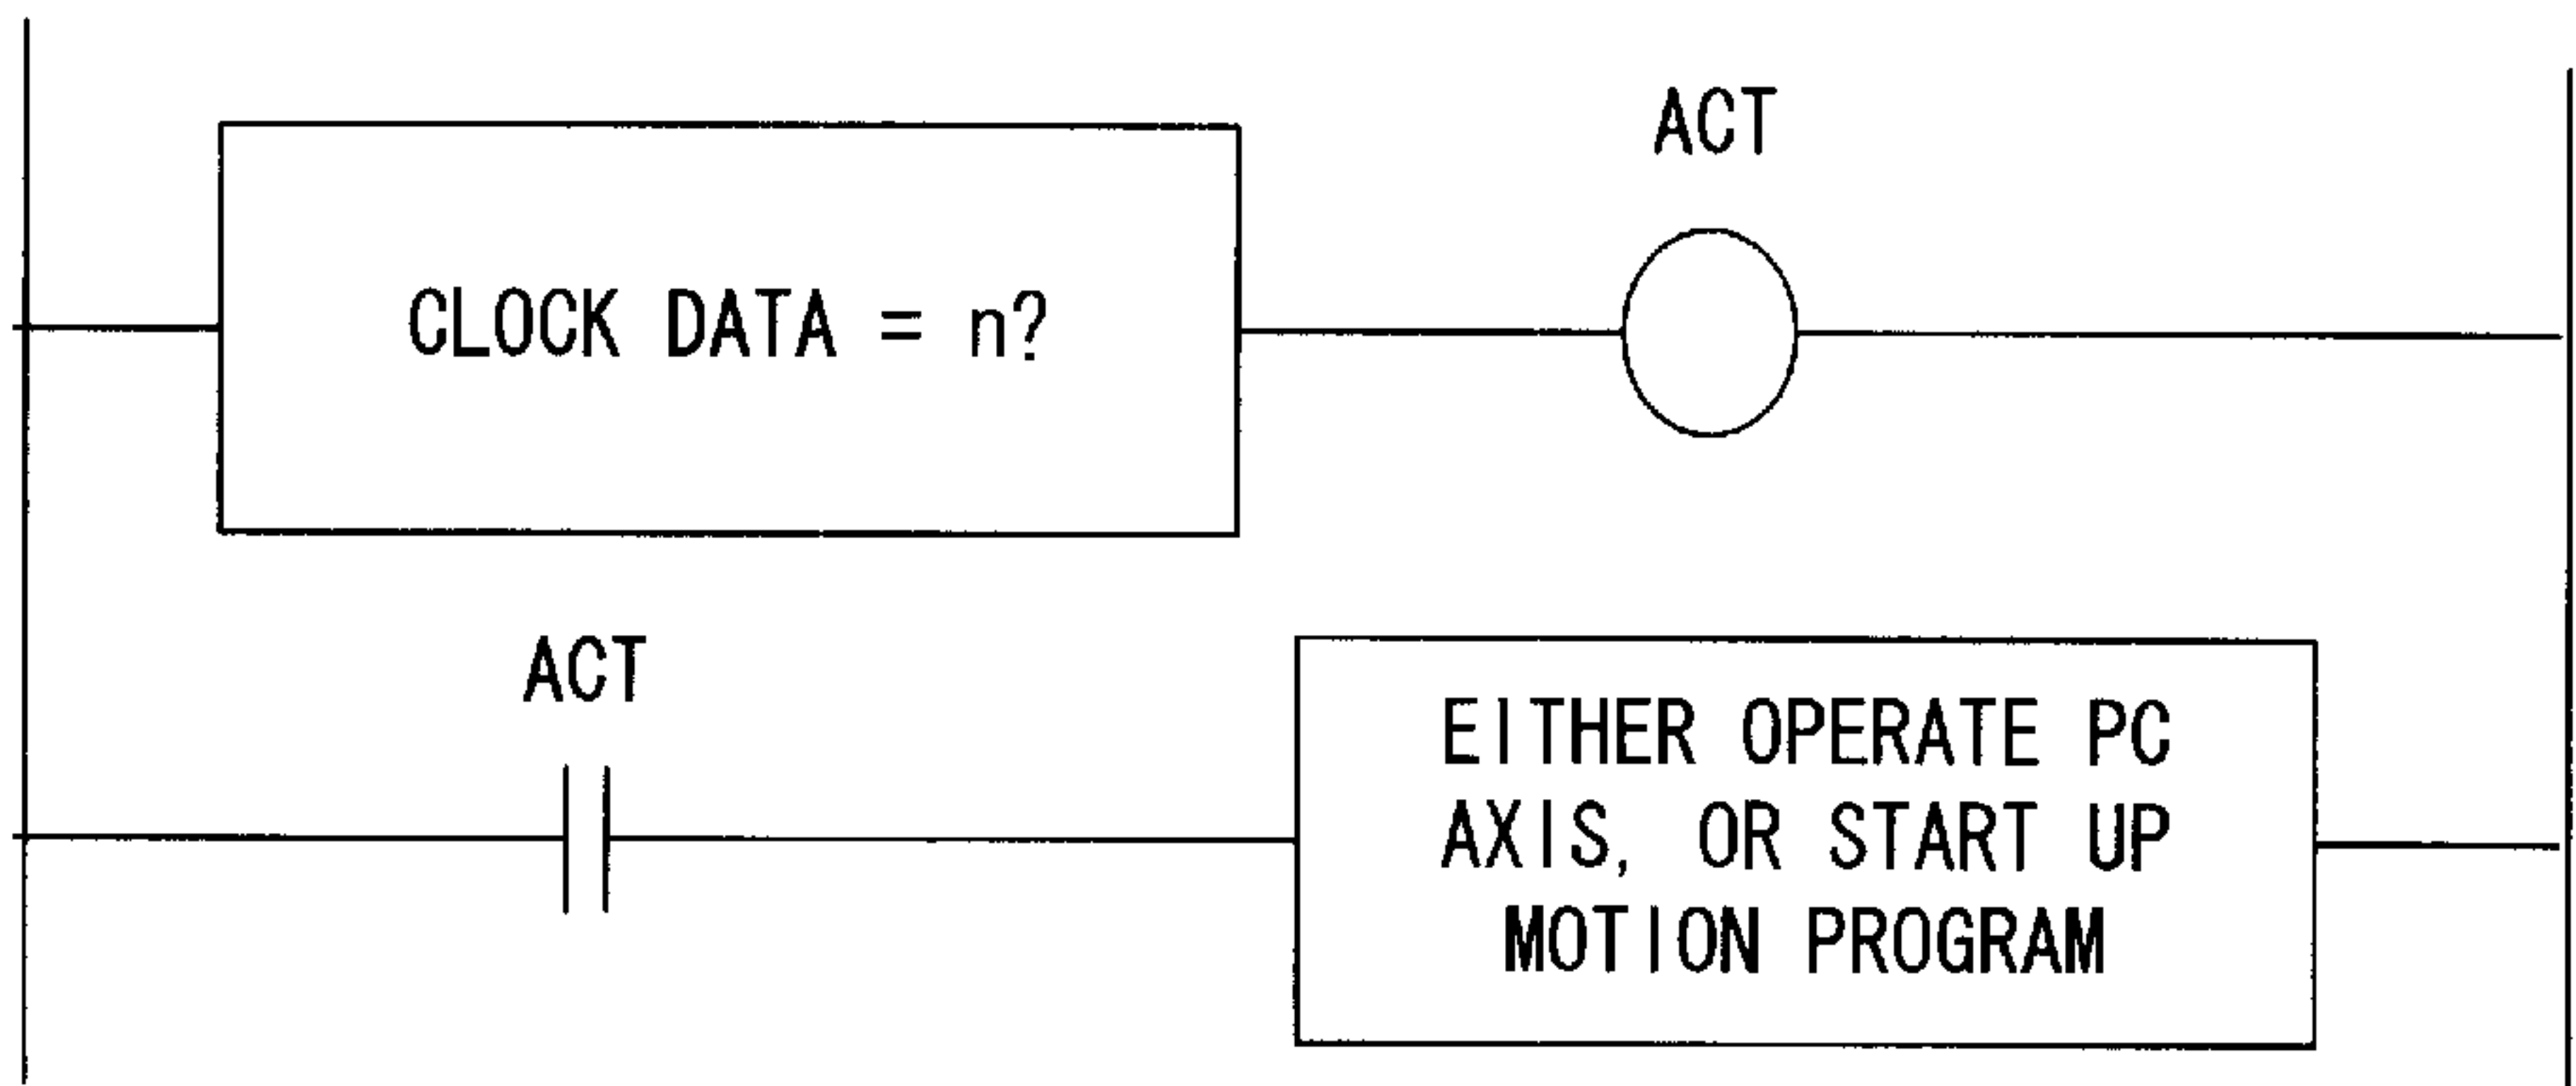 ACT
CLOCK DATA = n?
ACT
EITHER OPERATE PC
AXIS, OR START UP
MOTION PROGRAM